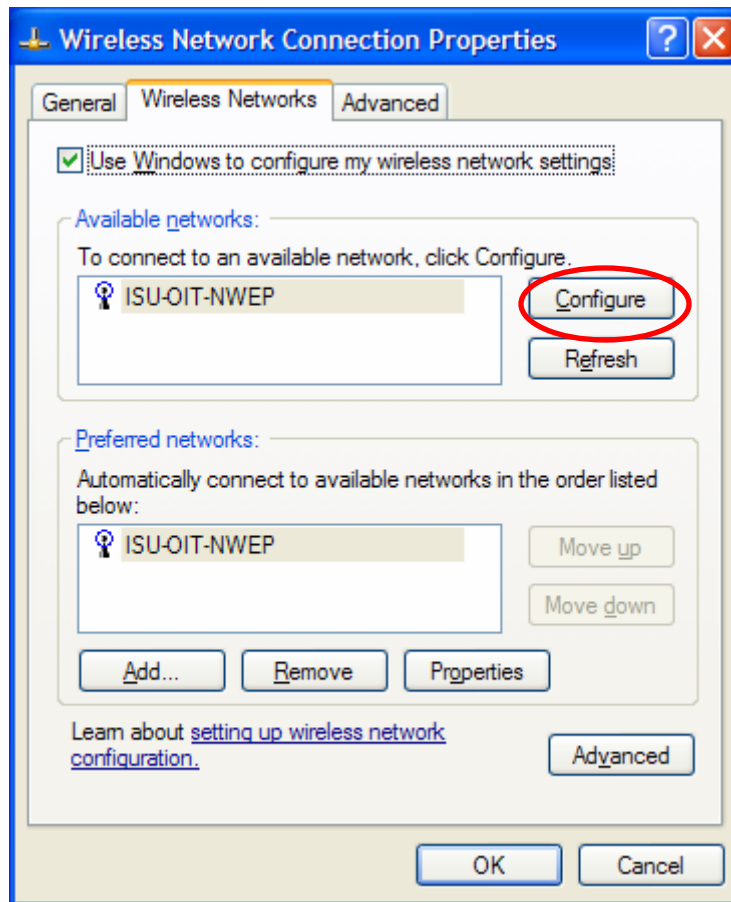 Wireless Network Connection Properties
?
General Wireless Networks Advanced
Use Windows to configure my wireless network settings
Available networks:
To connect to an available network, click Configure.
ISU-OIT-NWEP
Configure
Refresh
Preferred networks:
Automatically connect to available networks in the order listed
below:
ISU-OIT-NWEP
Move up
Move down
Add... Remove Properties
Learn about setting up wireless network
configuration.
Advanced
OK Cancel